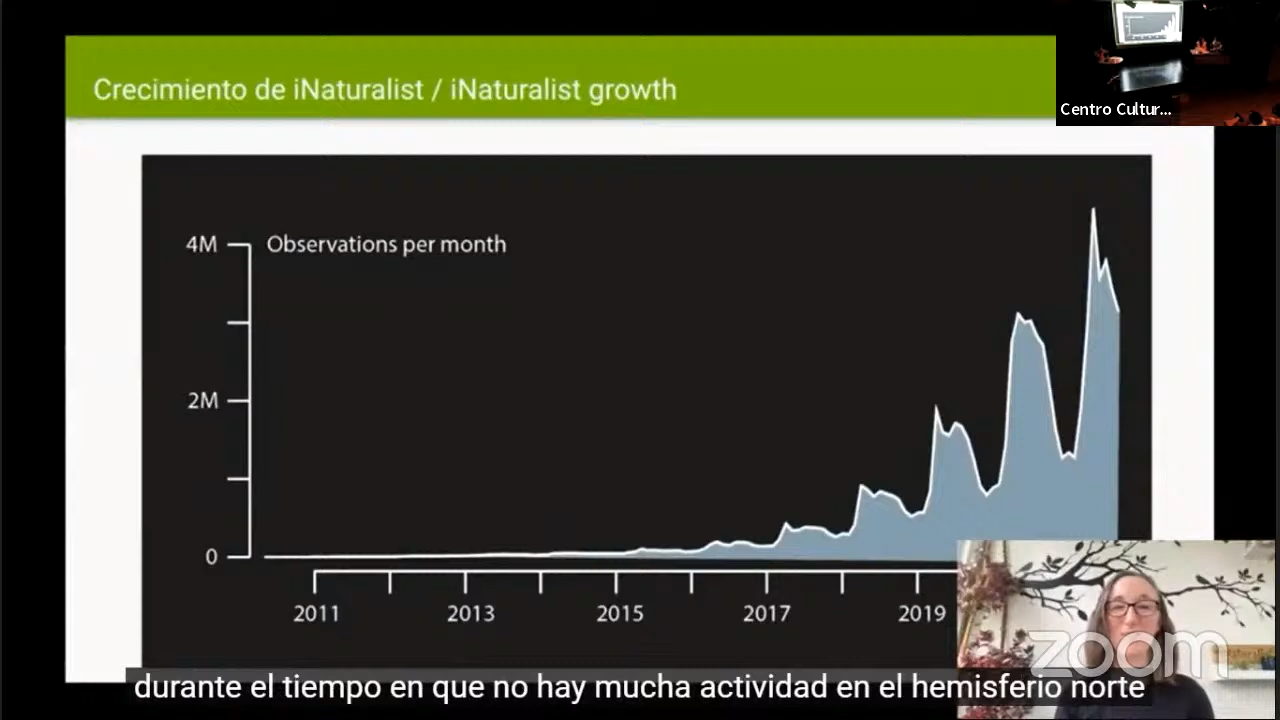 Crecimiento de iNaturalist / iNaturalist growth
Centro Cultur...
4M
Observations per month
2M
0
2011
2013
2015
2017
2019
zoom
durante el tiempo en que no hay mucha actividad en el hemisferio norte